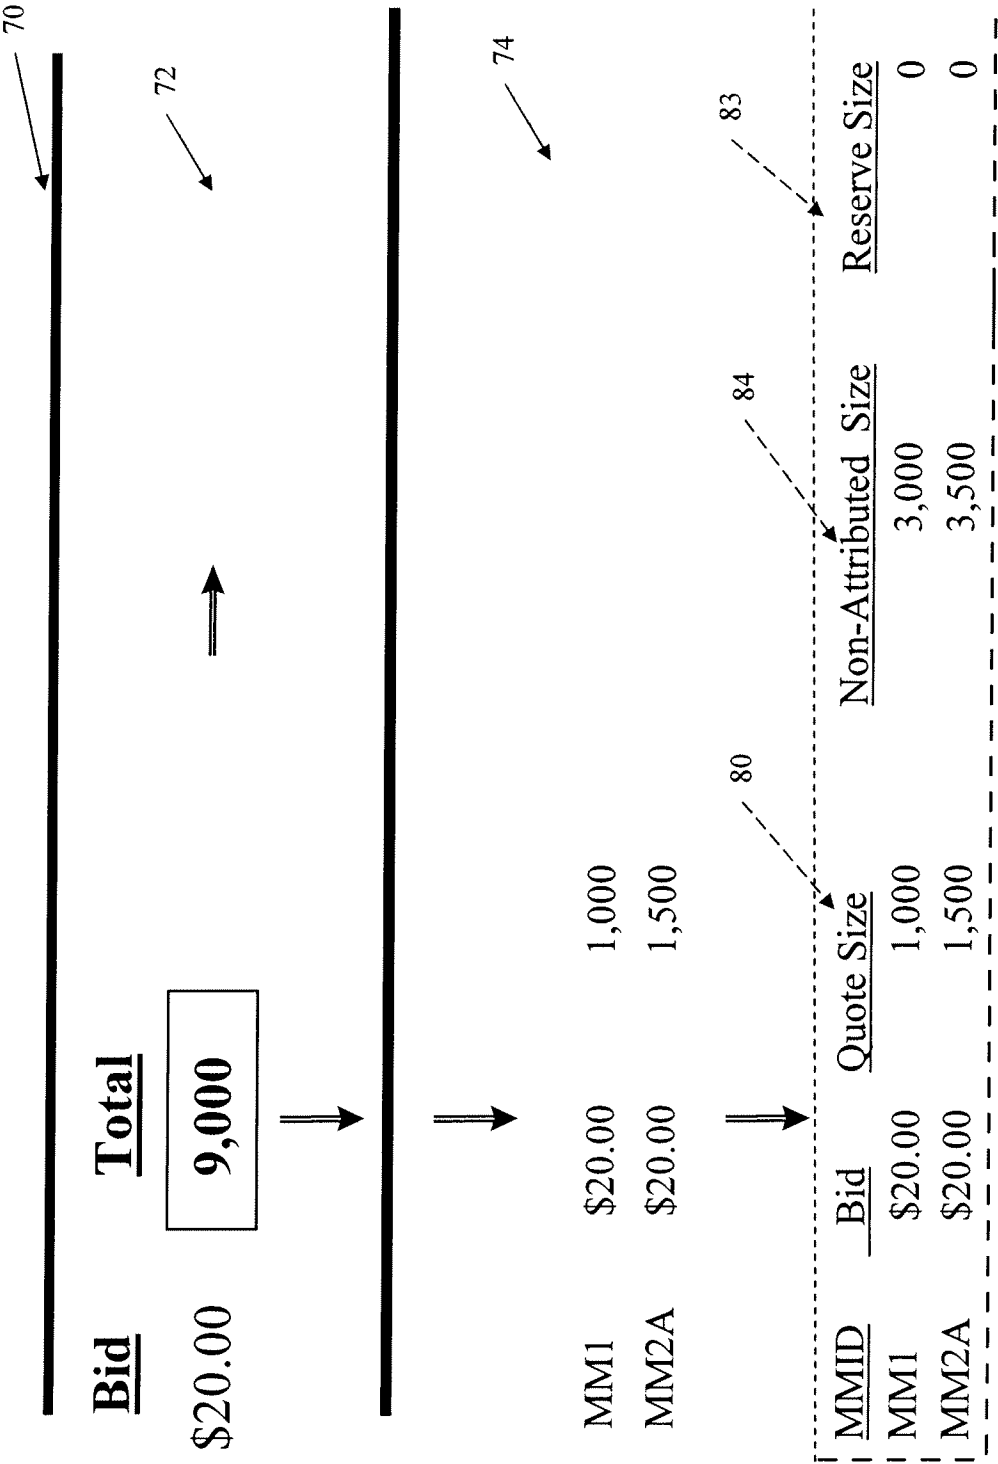 70
Bid Total
$20.00 9,000
72
74
MM1 $20.00 1,000
MM2A $20.00 1,500
80 84 83
MMID Bid Quote Size Non-Attributed Size Reserve Size
MM1 $20.00 1,000 3,000 0
MM2A $20.00 1,500 3,500 0